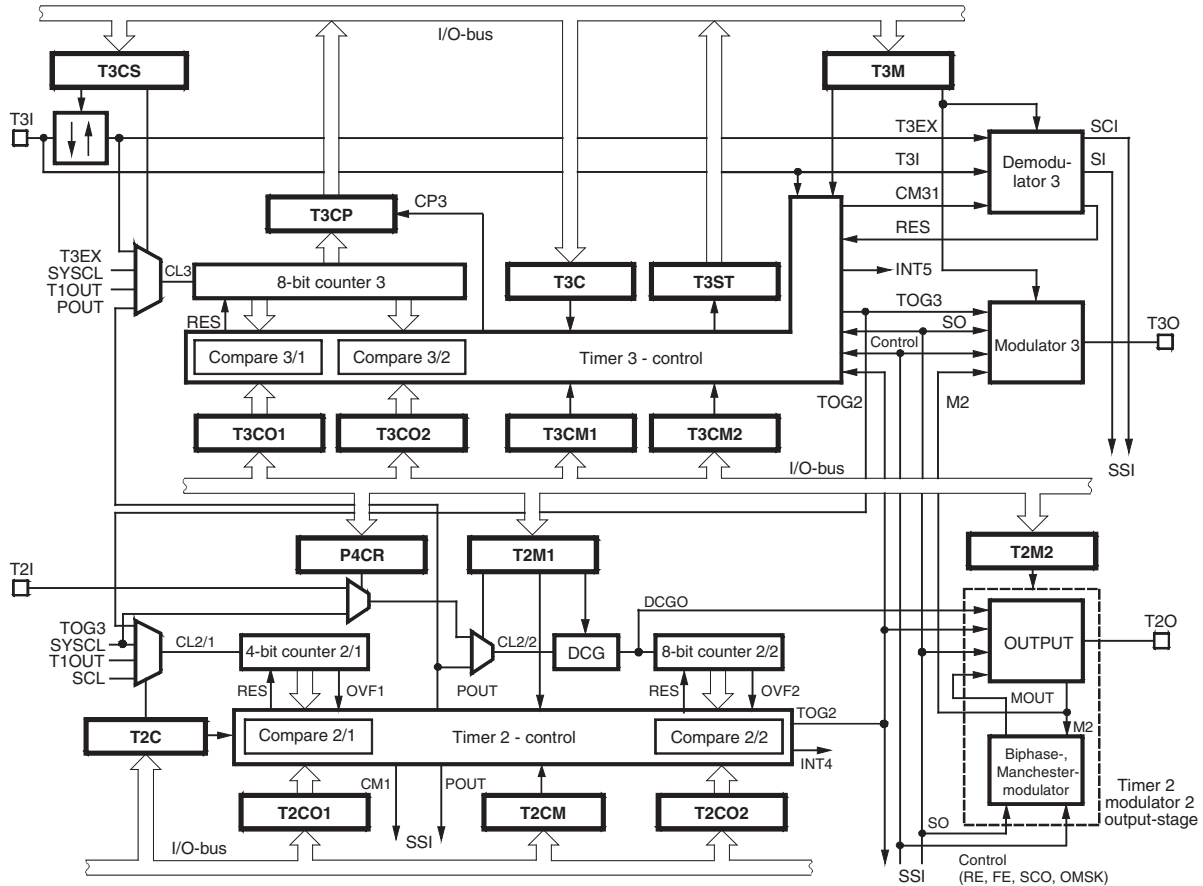 I/O-bus
T3CS
T3M
T3I
T3EX
SCI
T3I
SI
Demodu-
lator 3
CM31
CP3
T3CP
RES
T3EX
SYSCL
T1OUT
POUT
CL3
8-bit counter 3
T3C
T3ST
INT5
RES
TOG3
SO
Control
Modulator 3
T3O
Compare 3/1
Compare 3/2
Timer 3 - control
TOG2
M2
T3CO1
T3CO2
T3CM1
T3CM2
SSI
I/O-bus
P4CR
T2M1
T2M2
T2I
DCGO
TOG3
SYSCL
T1OUT
SCL
CL2/1
4-bit counter 2/1
CL2/2
DCG
8-bit counter 2/2
OUTPUT
T2O
RES
OVF1
POUT
RES
OVF2
MOUT
T2C
Compare 2/1
Timer 2 - control
Compare 2/2
TOG2
M2
INT4
Biphase-,
Manchester-
modulator
CM1
POUT
T2CO1
T2CM
T2CO2
Timer 2
modulator 2
output-stage
SSI
SO
I/O-bus
SSI
Control
(RE, FE, SCO, OMSK)